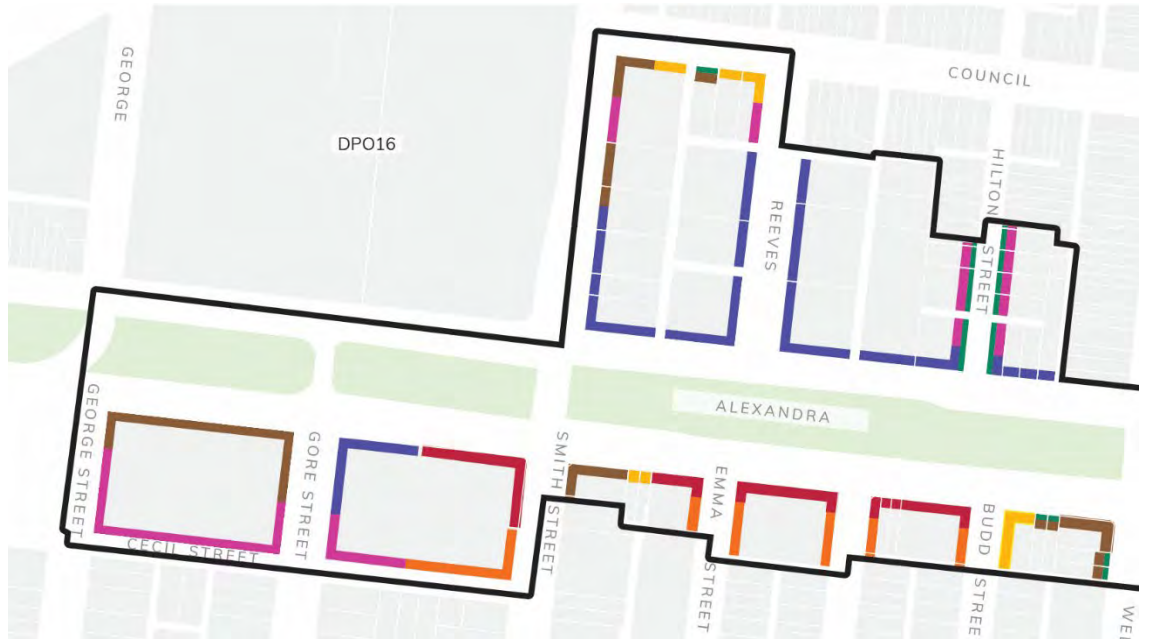 GEORGE
COUNCIL
DPO16
HILTON
STREET
REEVES
ALEXANDRA
GEORGE STREET
GORE STREET
CECIL STREET
SMITH STREET
EMMA
STREET
BUDD
STREE
WE